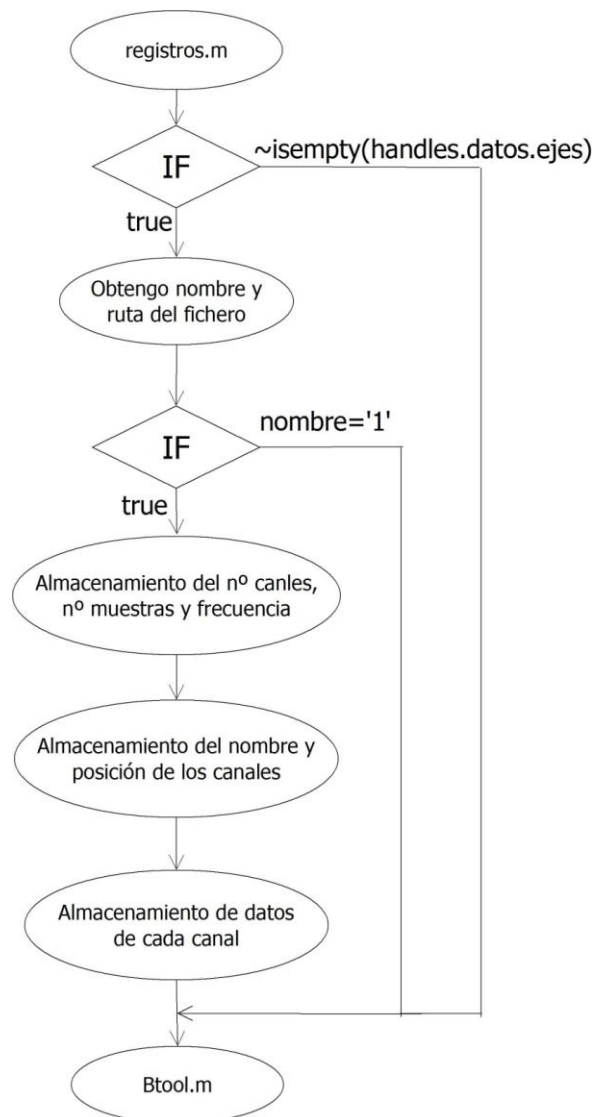 registros.m
IF
~isempty(handles.datos.ejes)
true
Obtengo nombre y
ruta del fichero
nombre='1'
IF
true
Almacenamiento del nº canles,
nº muestras y frecuencia
Almacenamiento del nombre y
posición de los canales
Almacenamiento de datos
de cada canal
Btool.m